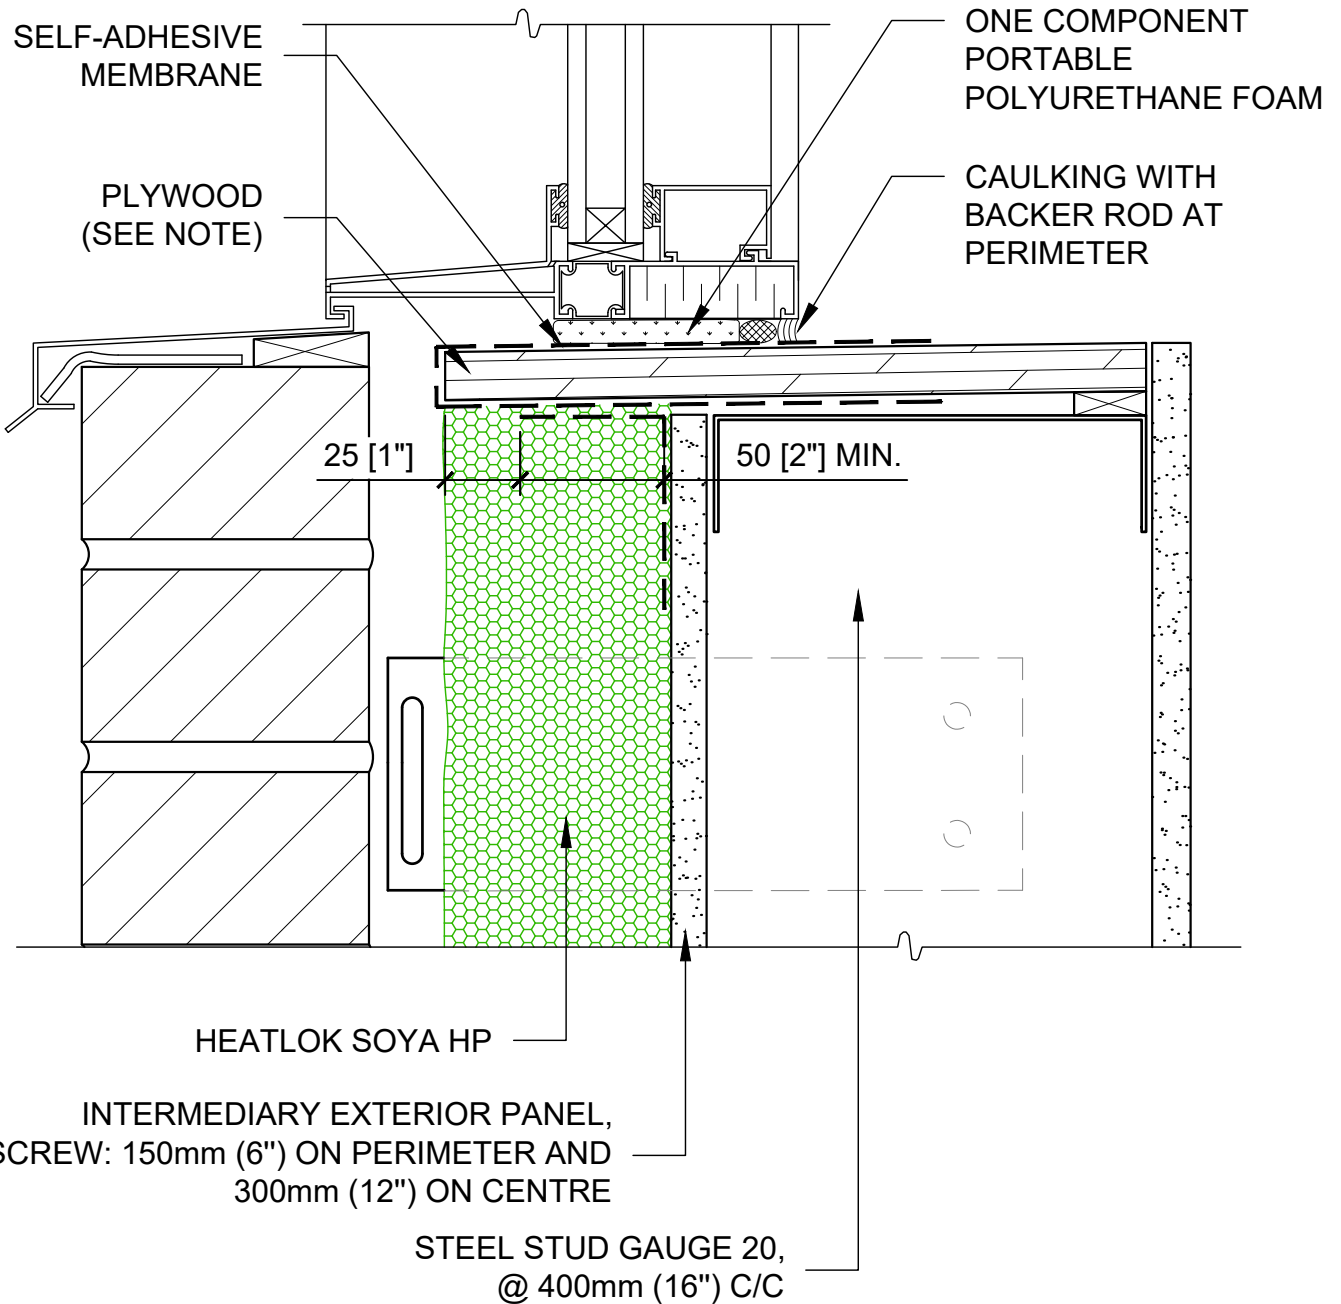 SELF-ADHESIVE
MEMBRANE
ONE COMPONENT
PORTABLE
POLYURETHANE FOAM
PLYWOOD
(SEE NOTE)
CAULKING WITH
BACKER ROD AT
PERIMETER
25 [1"]
50 [2"] MIN.
HEATLOK SOYA HP
INTERMEDIARY EXTERIOR PANEL,
SCREW: 150mm (6") ON PERIMETER AND
300mm (12") ON CENTRE
STEEL STUD GAUGE 20,
@ 400mm (16") C/C